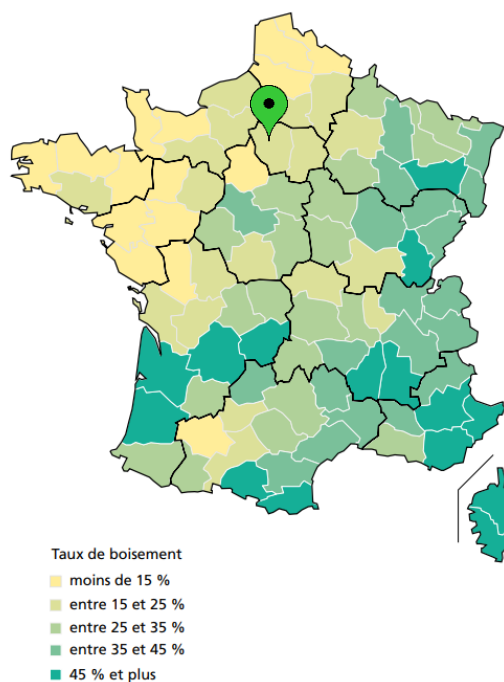 Taux de boisement
moins de 15 %
entre 15 et 25 %
entre 25 et 35 %
entre 35 et 45 %
45 % et plus